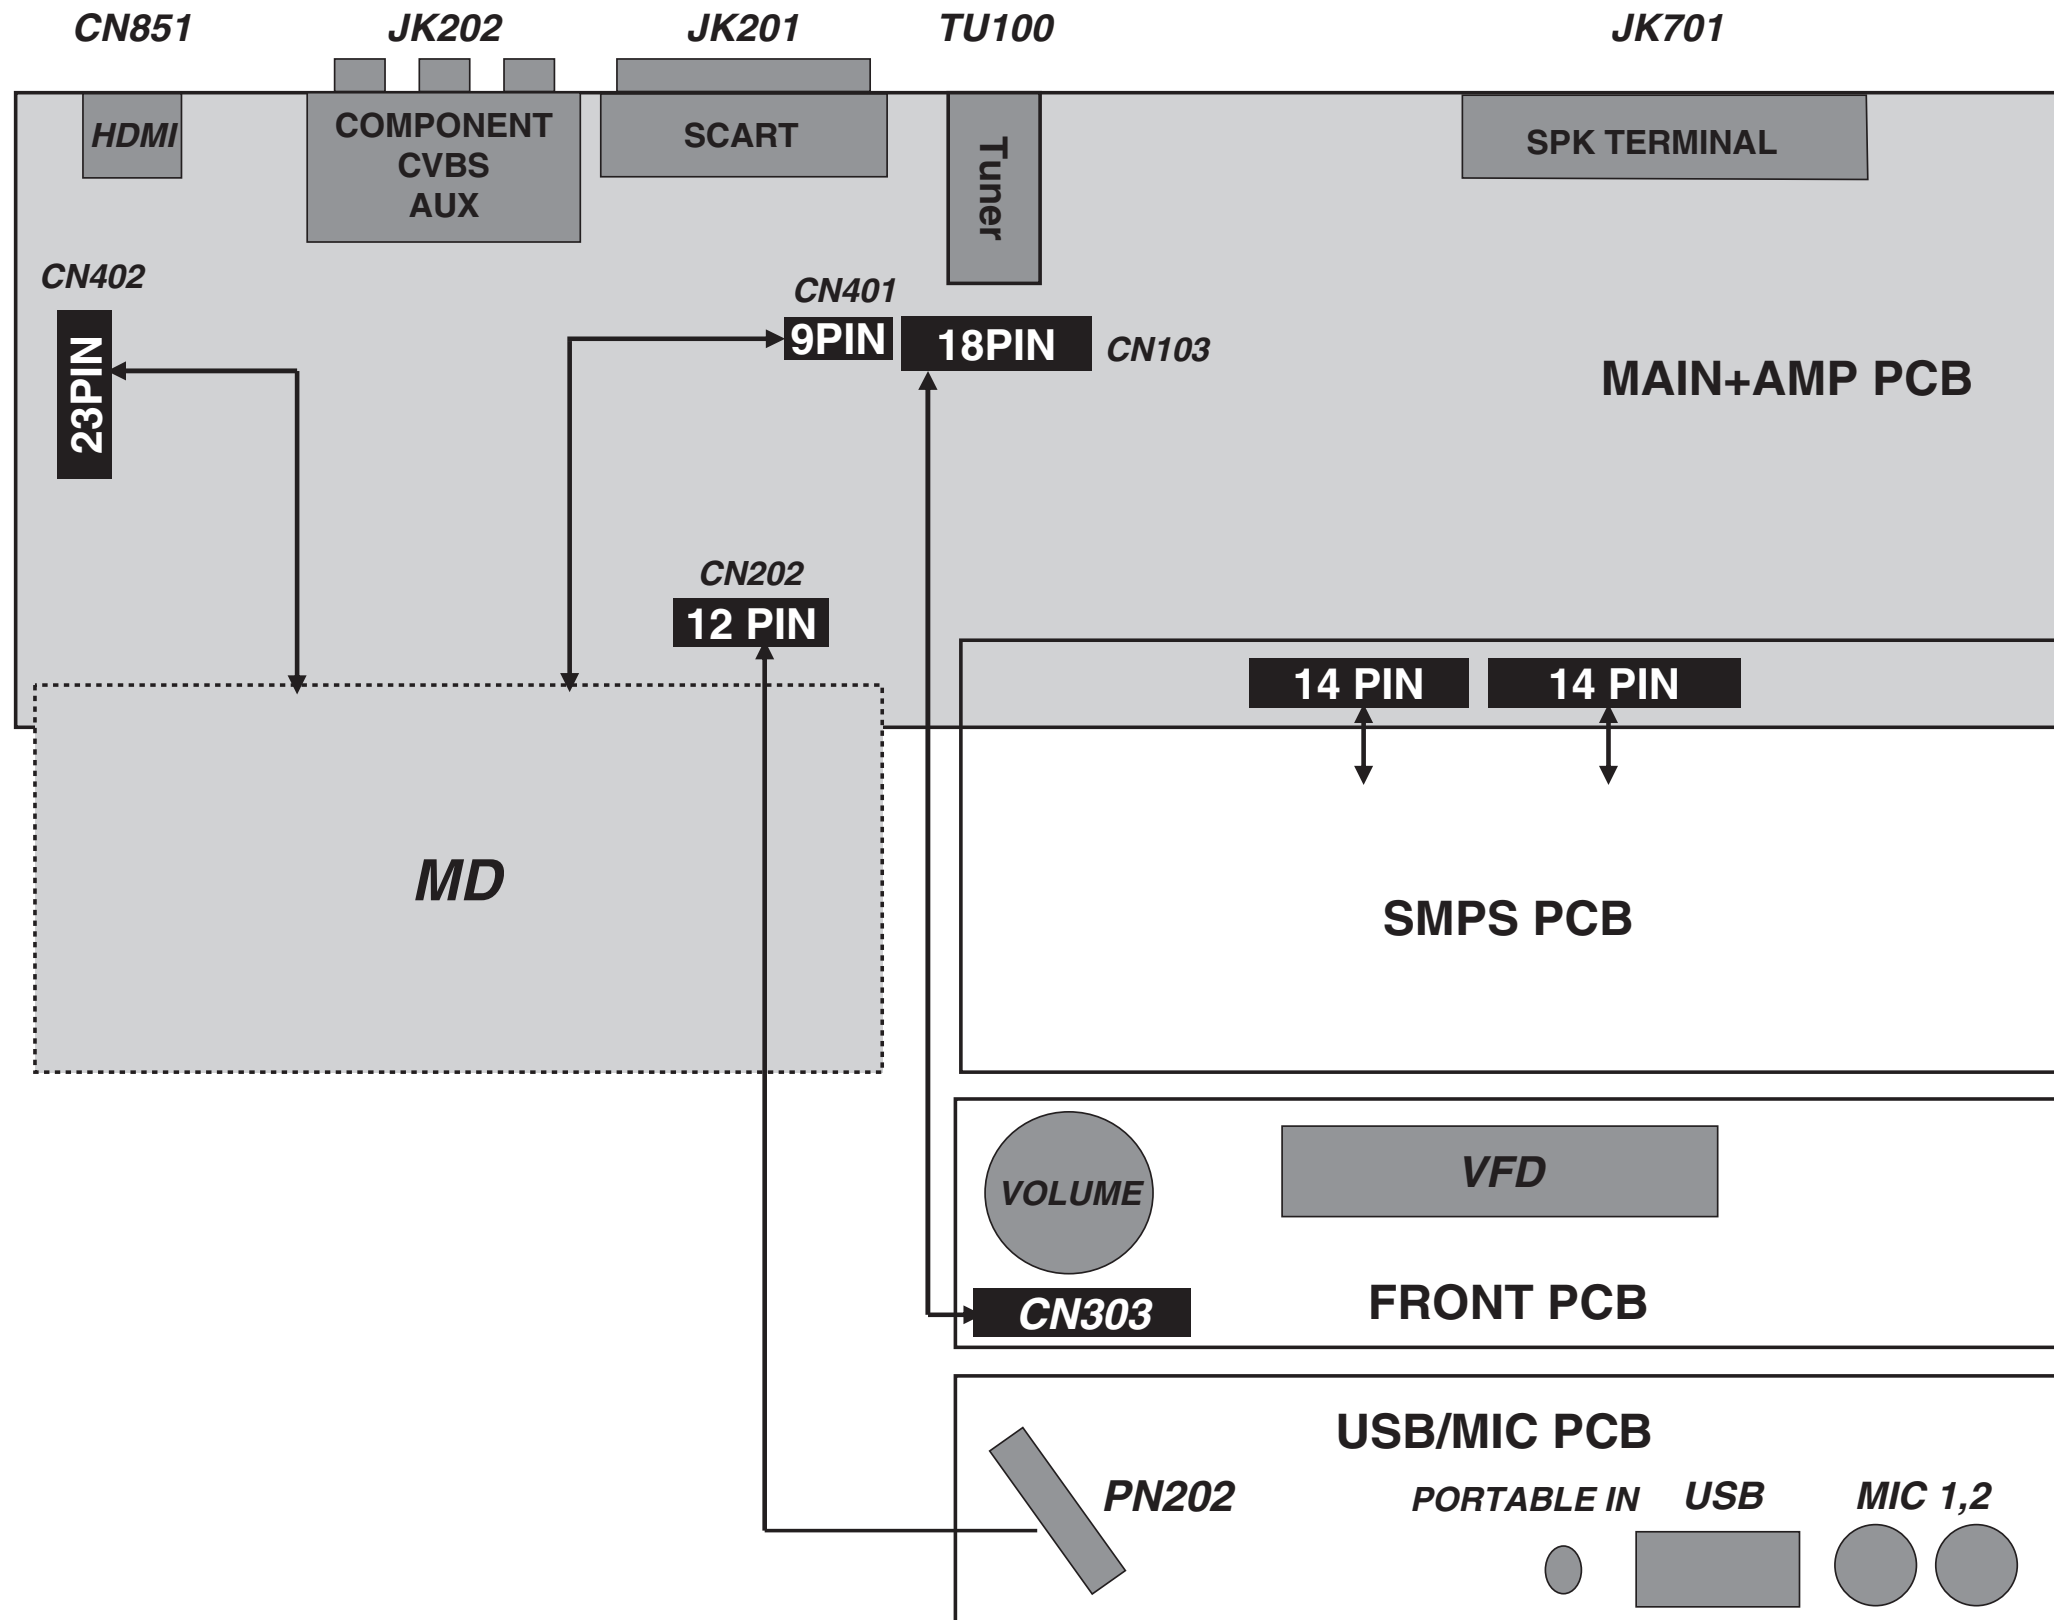 CN851
JK202
JK201
TU100
JK701
HDMI
COMPONENT
CVBS
AUX
SCART
Tuner
SPK TERMINAL
CN402
23PIN
CN401
9PIN
18PIN
CN103
MAIN+AMP PCB
CN202
12 PIN
14 PIN
14 PIN
MD
SMPS PCB
VOLUME
VFD
CN303
FRONT PCB
USB/MIC PCB
PN202
PORTABLE IN
USB
MIC 1,2